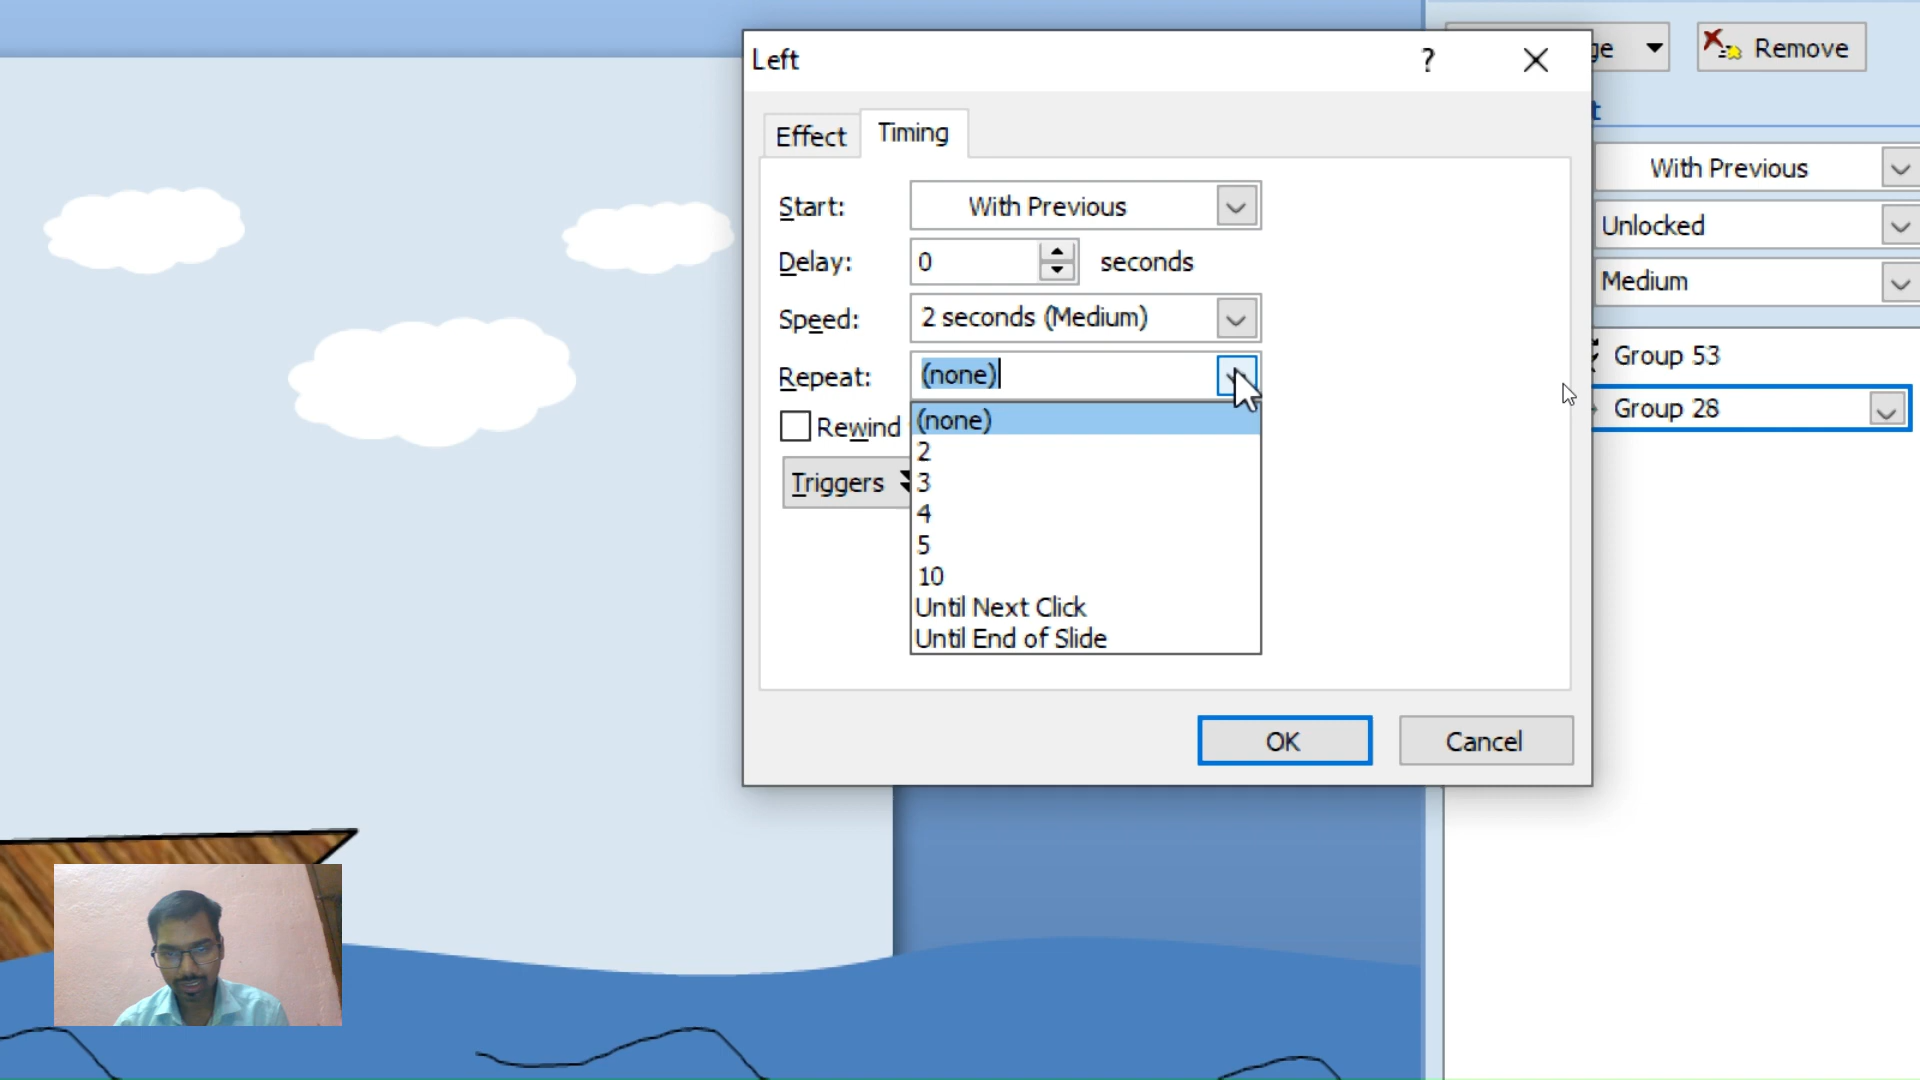 Left
?
Remove
Effect
Timing
Start:
With Previous
With Previous
Delay:
0
seconds
Unlocked
Speed:
2 seconds (Medium)
Medium
Repeat:
(none)
Group 53
Rewind
(none)
Group 28
2
Triggers
3
4
5
10
Until Next Click
Until End of Slide
OK
Cancel